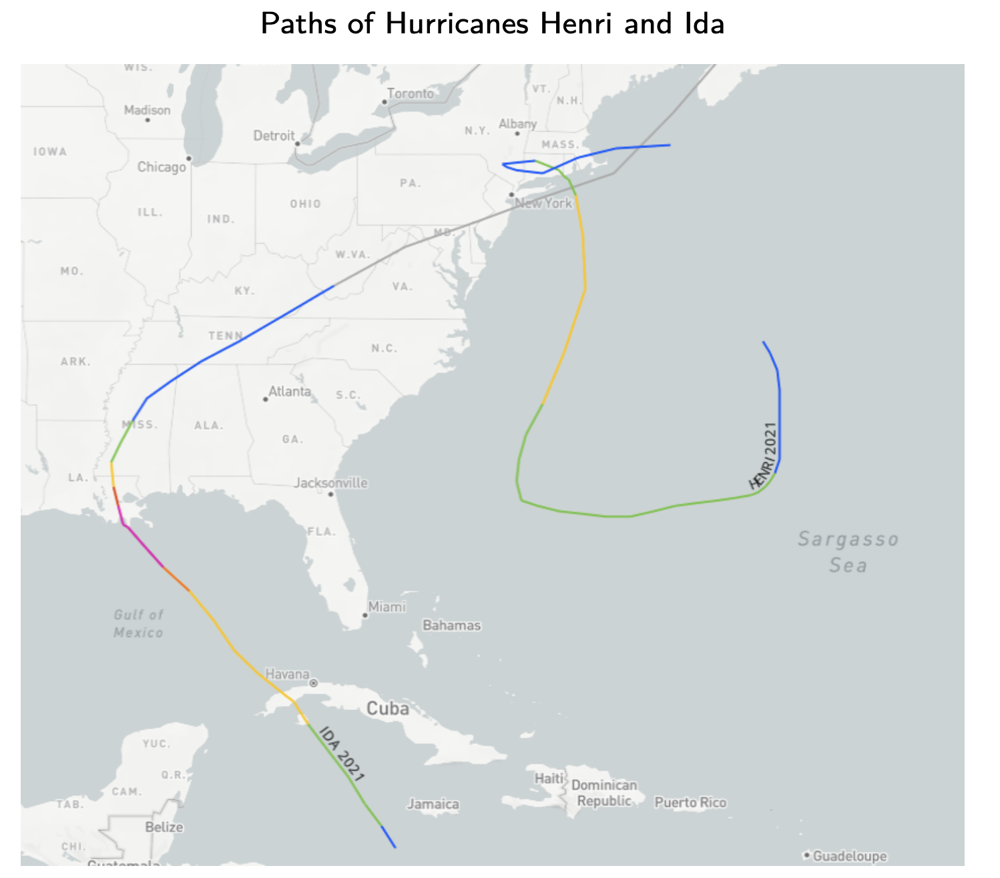 Paths of Hurricanes Henri and Ida
WIS.
Toronto
VT.
N.H.
Madison
Albany
N.Y.
Detroit
MASS.
IOWA
Chicago
PA.
OHIO
New York
ILL.
IND.
MD.
W.VA.
MO.
KY.
VA.
TENN
N.C.
ARK.
Atlanta
S.C.
MISS.
ALA.
GA.
HENRI 2021
LA.
Jacksonville
FLA.
Sargasso
Sea
Miami
Gulf of
Mexico
Bahamas
Havana
Cuba
IDA 2021
YUC.
Q.R.
Haiti
Dominican
Republic
CAM.
TAB.
Jamaica
Puerto Rico
Belize
CHI.
Guadeloupe
Guatemala